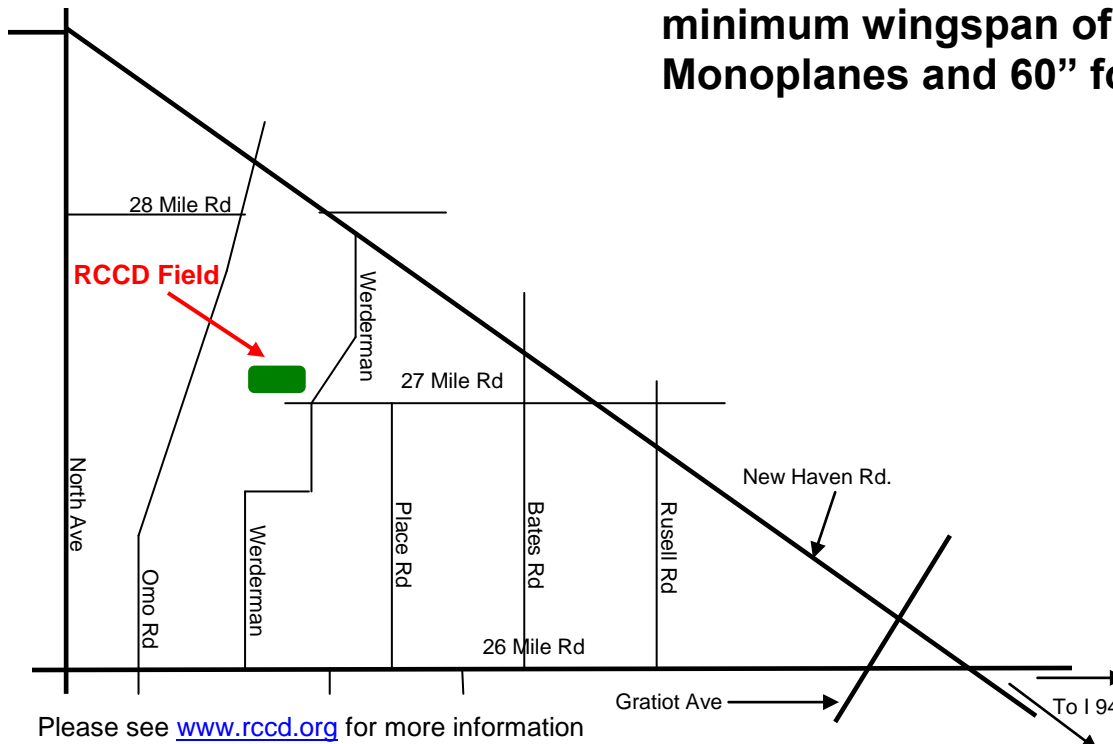 minimum wingspan of
Monoplanes and 60” fo
28 Mile Rd
RCCD Field
Werderman
27 Mile Rd
North Ave
New Haven Rd.
Omo Rd
Werderman
Place Rd
Bates Rd
Rusell Rd
26 Mile Rd
Gratiot Ave
To I 94
Please see www.rccd.org for more information